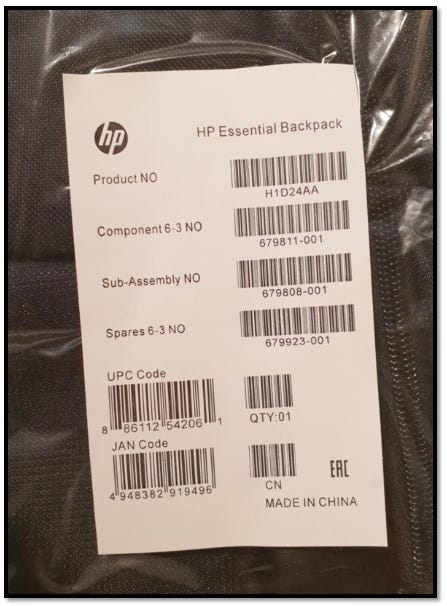 hp
HP Essential Backpack
Product NO
H1D24AA
Component 6-3 NO
679811-001
Sub-Assembly NO
679808-001
Spares 6-3 NO
679923-001
UPC Code
8 86112 54206 1
QTY:01
JAN Code
4 948382 919496
CN
EAC
MADE IN CHINA